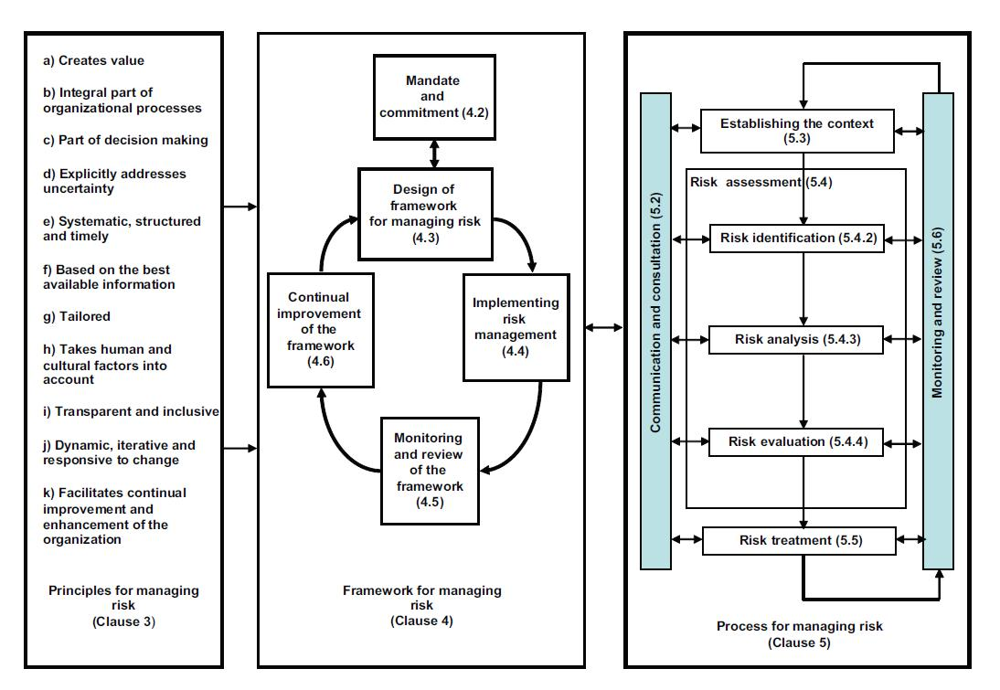 a) Creates value
b) Integral part of
organizational processes
c) Part of decision making
d) Explicitly addresses
uncertainty
e) Systematic, structured
and timely
f) Based on the best
available information
g) Tailored
h) Takes human and
cultural factors into
account
i) Transparent and inclusive
j) Dynamic, iterative and
responsive to change
k) Facilitates continual
improvement and
enhancement of the
organization
Principles for managing
risk
(Clause 3)
Mandate
and
commitment (4.2)
Design of
framework
for managing risk
(4.3)
Implementing
risk
management
(4.4)
Monitoring
and review
of the
framework
(4.5)
Continual
improvement
of the
framework
(4.6)
Framework for managing
risk
(Clause 4)
Communication and consultation (5.2)
Establishing the context
(5.3)
Risk assessment (5.4)
Risk identification (5.4.2)
Risk analysis (5.4.3)
Risk evaluation (5.4.4)
Risk treatment (5.5)
Monitoring and review (5.6)
Process for managing risk
(Clause 5)